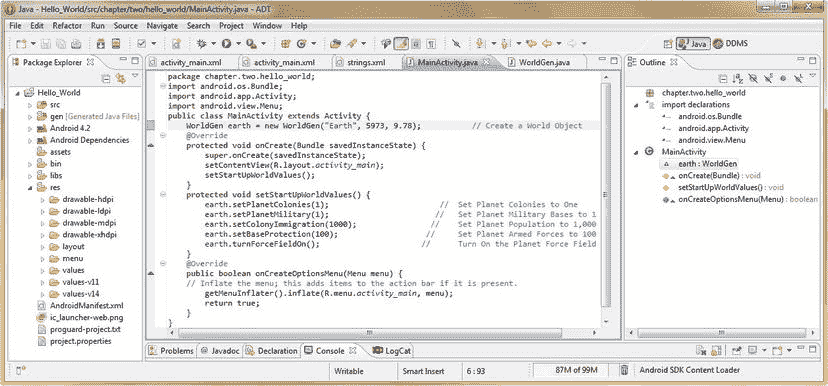 Java - Hello_World/src/chapter/two/hello_world/MainActivity.java - ADT
File Edit Run Source Navigate Search Project Refactor Window Help
Java DDMS
Package Explorer
Hello_World
src
gen [Generated Java Files]
Android 4.2
Android Dependencies
assets
bin
libs
res
drawable-hdpi
drawable-ldpi
drawable-mdpi
drawable-xhdpi
layout
menu
values
values-v11
values-v14
AndroidManifest.xml
ic_launcher-web.png
proguard-project.txt
project.properties
activity_main.xml activity_main.xml strings.xml MainActivity.java WorldGen.java
package chapter.two.hello_world;
import android.os.Bundle;
import android.app.Activity;
import android.view.Menu;
public class MainActivity extends Activity {
WorldGen earth = new WorldGen("Earth", 5973, 9.78); // Create a World Object
@Override
protected void onCreate(Bundle savedInstanceState) {
super.onCreate(savedInstanceState);
setContentView(R.layout.activity_main);
setStartUpWorldValues();
}
protected void setStartUpWorldValues() {
earth.setPlanetColonies(1); // Set Planet Colonies to One
earth.setPlanetMilitary(1); // Set Planet Military Bases to 1
earth.setColonyImmigration(1000); // Set Planet Population to 1,000
earth.setBaseProtection(100); // Set Planet Armed Forces to 100
earth.turnForceFieldOn(); // Turn On the Planet Force Field
}
@Override
public boolean onCreateOptionsMenu(Menu menu) {
// Inflate the menu; this adds items to the action bar if it is present.
getMenuInflater().inflate(R.menu.activity_main, menu);
return true;
}
}
Outline
chapter.two.hello_world
import declarations
android.os.Bundle
android.app.Activity
android.view.Menu
MainActivity
earth : WorldGen
onCreate(Bundle) : void
setStartUpWorldValues() : void
onCreateOptionsMenu(Menu) : boolean
Problems @ Javadoc Declaration Console LogCat
Writable Smart Insert 6 : 93 87M of 99M Android SDK Content Loader